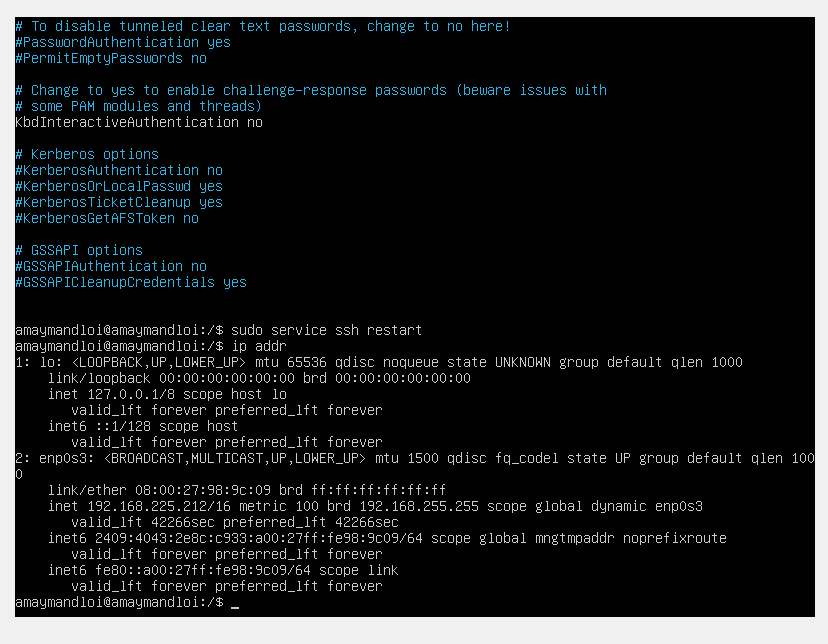 # To disable tunneled clear text passwords, change to no here!
#PasswordAuthentication yes
#PermitEmptyPasswords no
# Change to yes to enable challenge-response passwords (beware issues with
# some PAM modules and threads)
KbdInteractiveAuthentication no
# Kerberos options
#KerberosAuthentication no
#KerberosOrLocalPasswd yes
#KerberosTicketCleanup yes
#KerberosGetAFSToken no
# GSSAPI options
#GSSAPIAuthentication no
#GSSAPICleanupCredentials yes
amaymandloi@amaymandloi:/$ sudo service ssh restart
amaymandloi@amaymandloi:/$ ip addr
1: lo: <LOOPBACK,UP,LOWER_UP> mtu 65536 qdisc noqueue state UNKNOWN group default qlen 1000
    link/loopback 00:00:00:00:00:00 brd 00:00:00:00:00:00
    inet 127.0.0.1/8 scope host lo
       valid_lft forever preferred_lft forever
    inet6 ::1/128 scope host
       valid_lft forever preferred_lft forever
2: enp0s3: <BROADCAST,MULTICAST,UP,LOWER_UP> mtu 1500 qdisc fq_codel state UP group default qlen 100
0
    link/ether 08:00:27:98:9c:09 brd ff:ff:ff:ff:ff:ff
    inet 192.168.225.212/16 metric 100 brd 192.168.255.255 scope global dynamic enp0s3
       valid_lft 42266sec preferred_lft 42266sec
    inet6 2409:4043:2e8c:c933:a00:27ff:fe98:9c09/64 scope global mngtmpaddr noprefixroute
       valid_lft forever preferred_lft forever
    inet6 fe80::a00:27ff:fe98:9c09/64 scope link
       valid_lft forever preferred_lft forever
amaymandloi@amaymandloi:/$ _